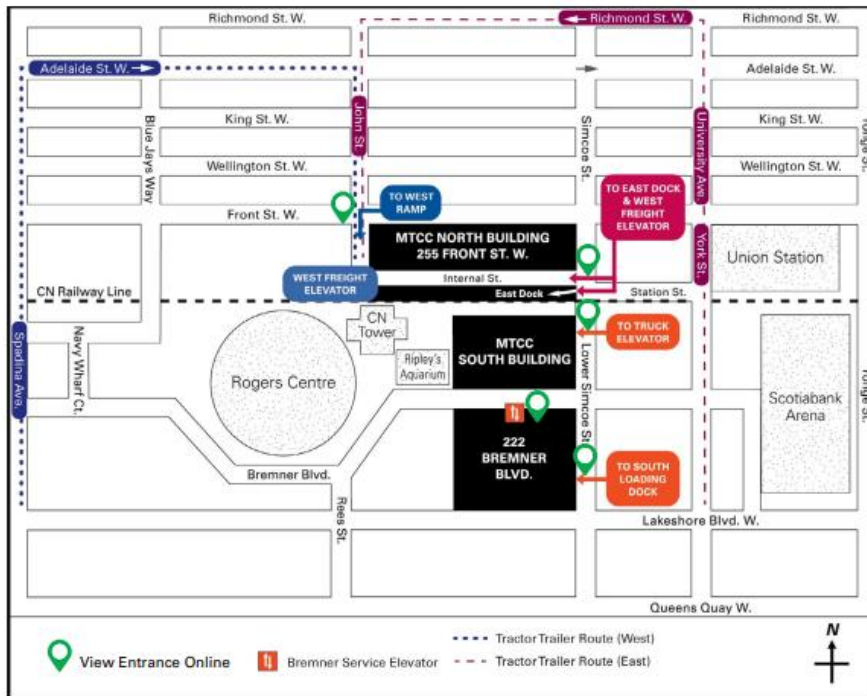 Richmond St. W.
Richmond St. W.
Richmond St. W.
Adelaide St. W.
Adelaide St. W.
Blue Jays Way
John St.
Simcoe St.
University Ave.
Yonge St.
King St. W.
King St. W.
Wellington St. W.
Wellington St. W.
TO WEST
RAMP
TO EAST DOCK
& WEST
FREIGHT
ELEVATOR
Front St. W.
MTCC NORTH BUILDING
255 FRONT ST. W.
York St.
Union Station
WEST FREIGHT
ELEVATOR
Internal St.
CN Railway Line
East Dock
Station St.
Spadina Ave.
Navy Wharf Ct.
CN
Tower
Ripley's
Aquarium
MTCC
SOUTH BUILDING
Lower Simcoe St.
TO TRUCK
ELEVATOR
Rogers Centre
Scotiabank
Arena
Yonge St.
222
BREMNER
BLVD.
TO SOUTH
LOADING
DOCK
Bremner Blvd.
Rees St.
Lakeshore Blvd. W.
Queens Quay W.
N
View Entrance Online
Bremner Service Elevator
Tractor Trailer Route (West)
Tractor Trailer Route (East)